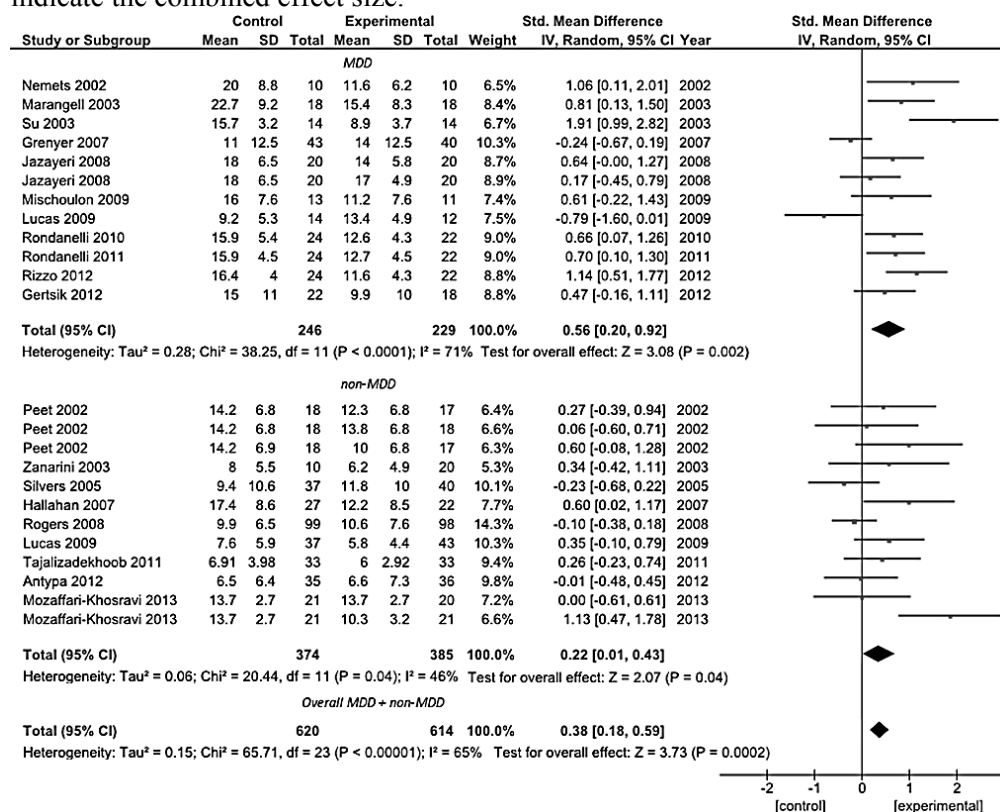 indicate the combined effect size.
Control Experimental Std. Mean Difference Std. Mean Difference
Study or Subgroup Mean SD Total Mean SD Total Weight IV, Random, 95% CI Year IV, Random, 95% CI
MDD
Nemets 2002 20 8.8 10 11.6 6.2 10 6.5% 1.06 [0.11, 2.01] 2002
Marangell 2003 22.7 9.2 18 15.4 8.3 18 8.4% 0.81 [0.13, 1.50] 2003
Su 2003 15.7 3.2 14 8.9 3.7 14 6.7% 1.91 [0.99, 2.82] 2003
Grenyer 2007 11 12.5 43 14 12.5 40 10.3% -0.24 [-0.67, 0.19] 2007
Jazayeri 2008 18 6.5 20 14 5.8 20 8.7% 0.64 [-0.00, 1.27] 2008
Jazayeri 2008 18 6.5 20 17 4.9 20 8.9% 0.17 [-0.45, 0.79] 2008
Mischoulon 2009 16 7.6 13 11.2 7.6 11 7.4% 0.61 [-0.22, 1.43] 2009
Lucas 2009 9.2 5.3 14 13.4 4.9 12 7.5% -0.79 [-1.60, 0.01] 2009
Rondanelli 2010 15.9 5.4 24 12.6 4.3 22 9.0% 0.66 [0.07, 1.26] 2010
Rondanelli 2011 15.9 4.5 24 12.7 4.5 22 9.0% 0.70 [0.10, 1.30] 2011
Rizzo 2012 16.4 4 24 11.6 4.3 22 8.8% 1.14 [0.51, 1.77] 2012
Gertsik 2012 15 11 22 9.9 10 18 8.8% 0.47 [-0.16, 1.11] 2012
Total (95% CI) 246 229 100.0% 0.56 [0.20, 0.92]
Heterogeneity: Tau² = 0.28; Chi² = 38.25, df = 11 (P < 0.0001); I² = 71% Test for overall effect: Z = 3.08 (P = 0.002)
non-MDD
Peet 2002 14.2 6.8 18 12.3 6.8 17 6.4% 0.27 [-0.39, 0.94] 2002
Peet 2002 14.2 6.8 18 13.8 6.8 18 6.6% 0.06 [-0.60, 0.71] 2002
Peet 2002 14.2 6.9 18 10 6.8 17 6.3% 0.60 [-0.08, 1.28] 2002
Zanarini 2003 8 5.5 10 6.2 4.9 20 5.3% 0.34 [-0.42, 1.11] 2003
Silvers 2005 9.4 10.6 37 11.8 10 40 10.1% -0.23 [-0.68, 0.22] 2005
Hallahan 2007 17.4 8.6 27 12.2 8.5 22 7.7% 0.60 [0.02, 1.17] 2007
Rogers 2008 9.9 6.5 99 10.6 7.6 98 14.3% -0.10 [-0.38, 0.18] 2008
Lucas 2009 7.6 5.9 37 5.8 4.4 43 10.3% 0.35 [-0.10, 0.79] 2009
Tajalizadekhoob 2011 6.91 3.98 33 6 2.92 33 9.4% 0.26 [-0.23, 0.74] 2011
Antypa 2012 6.5 6.4 35 6.6 7.3 36 9.8% -0.01 [-0.48, 0.45] 2012
Mozaffari-Khosravi 2013 13.7 2.7 21 13.7 2.7 20 7.2% 0.00 [-0.61, 0.61] 2013
Mozaffari-Khosravi 2013 13.7 2.7 21 10.3 3.2 21 6.6% 1.13 [0.47, 1.78] 2013
Total (95% CI) 374 385 100.0% 0.22 [0.01, 0.43]
Heterogeneity: Tau² = 0.06; Chi² = 20.44, df = 11 (P = 0.04); I² = 46% Test for overall effect: Z = 2.07 (P = 0.04)
Overall MDD + non-MDD
Total (95% CI) 620 614 100.0% 0.38 [0.18, 0.59]
Heterogeneity: Tau² = 0.15; Chi² = 65.71, df = 23 (P < 0.00001); I² = 65% Test for overall effect: Z = 3.73 (P = 0.0002)
-2 -1 0 1 2
[control] [experimental]